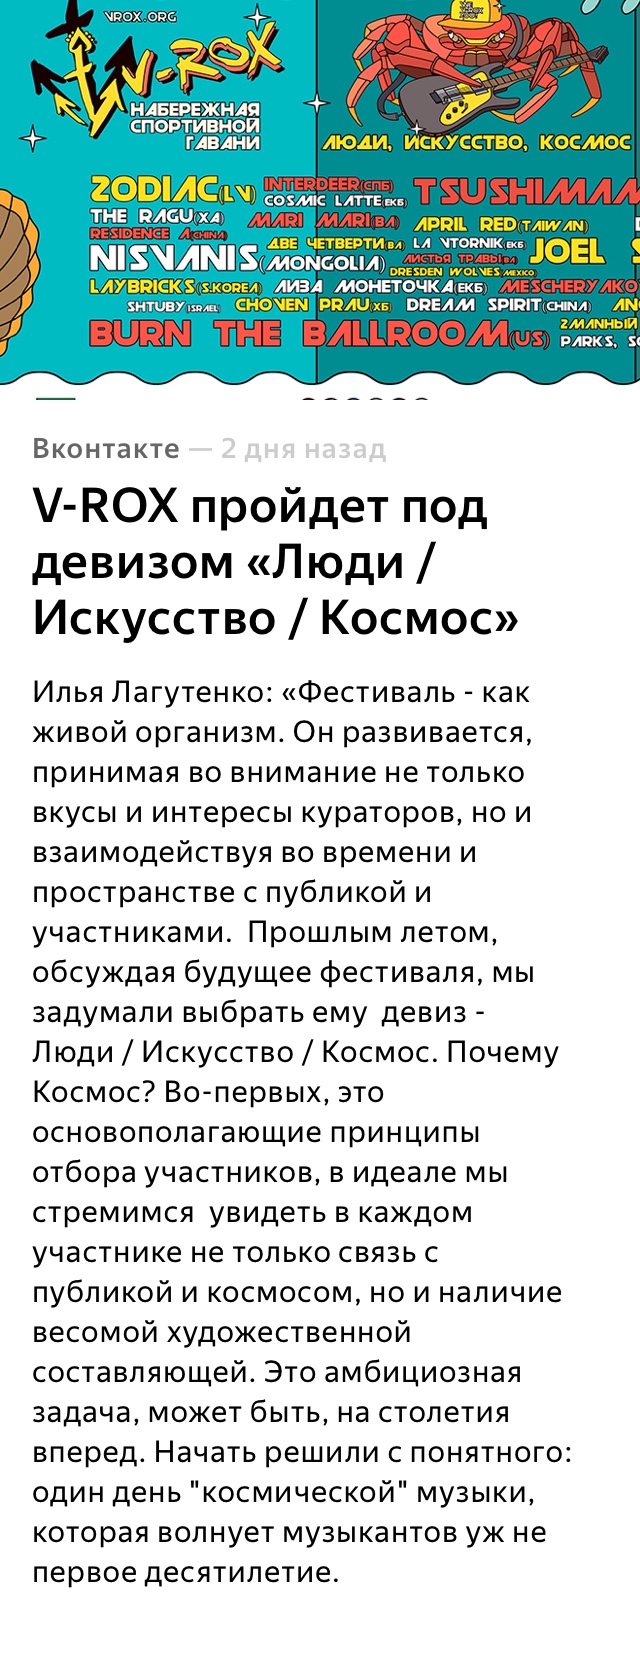 VROX.ORG
V-ROX
НАБЕРЕЖНАЯ
СПОРТИВНОЙ
ГАВАНИ
ЛЮДИ, ИСКУССТВО, КОСМОС
ZODIAC(LV) INTERDEER(СПБ) TSUSHIMAM
COSMIC LATTE(ЕКБ)
THE RAGU(ХА) MARI MARI(ВЛ) APRIL RED(TAIWAN)
RESIDENCE A(CHINA) ДВЕ ЧЕТВЕРТИ(ВЛ) LA VTORNIK(ЕКБ) JOEL S
NISVANIS(MONGOLIA) ЛИСТЬЯ ТРАВЫ(ВЛ)
DRESDEN WOLVES(MEXICO)
LAYBRICKS(S.KOREA) ЛИЗА МОНЕТОЧКА(ЕКБ) MESCHERYAKO
SHTUBY(ISRAEL) CHOVEN PRAU(ХБ) DREAM SPIRIT(CHINA)
BURN THE BALLROOM(US) 2МАННЫЙ
PARKS, S
Вконтакте — 2 дня назад
V-ROX пройдет под
девизом «Люди /
Искусство / Космос»
Илья Лагутенко: «Фестиваль - как
живой организм. Он развивается,
принимая во внимание не только
вкусы и интересы кураторов, но и
взаимодействуя во времени и
пространстве с публикой и
участниками.  Прошлым летом,
обсуждая будущее фестиваля, мы
задумали выбрать ему  девиз -
Люди / Искусство / Космос. Почему
Космос? Во-первых, это
основополагающие принципы
отбора участников, в идеале мы
стремимся  увидеть в каждом
участнике не только связь с
публикой и космосом, но и наличие
весомой художественной
составляющей. Это амбициозная
задача, может быть, на столетия
вперед. Начать решили с понятного:
один день "космической" музыки,
которая волнует музыкантов уж не
первое десятилетие.